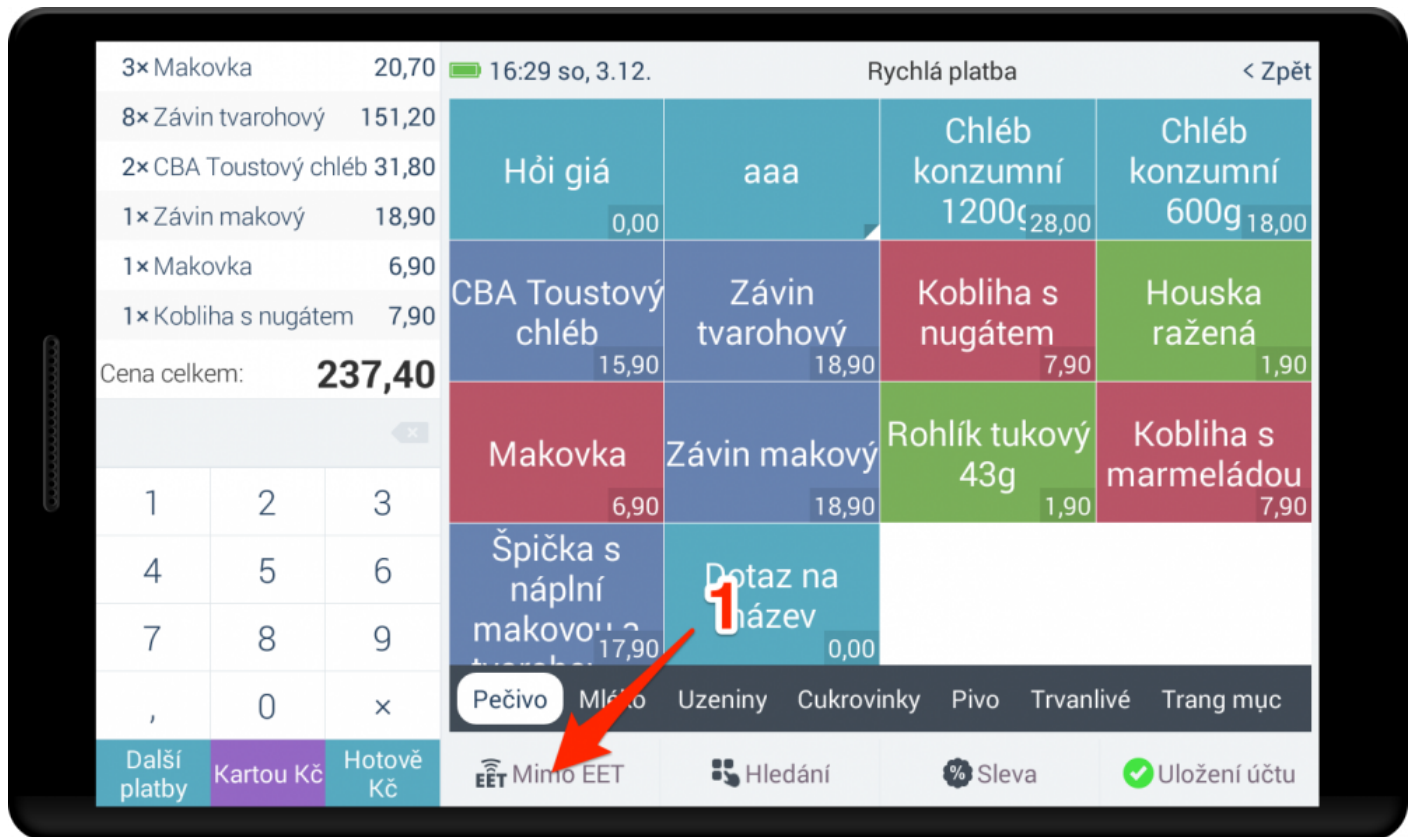 3× Makovka 20,70
8× Závin tvarohový 151,20
2× CBA Toustový chléb 31,80
1× Závin makový 18,90
1× Makovka 6,90
1× Kobliha s nugátem 7,90
Cena celkem: 237,40
1 2 3
4 5 6
7 8 9
, 0 ×
Další
platby
Kartou Kč
Hotově
Kč
16:29 so, 3.12. Rychlá platba < Zpět
Hỏi giá
0,00
aaa
Chléb
konzumní
1200g
28,00
Chléb
konzumní
600g
18,00
CBA Toustový
chléb
15,90
Závin
tvarohový
18,90
Kobliha s
nugátem
7,90
Houska
ražená
1,90
Makovka
6,90
Závin makový
18,90
Rohlík tukový
43g
1,90
Kobliha s
marmeládou
7,90
Špička s
náplní
makovou a
17,90
Dotaz na
název
0,00
1
Pečivo Mléko Uzeniny Cukrovinky Pivo Trvanlivé Trang mục
EET Mimo EET Hledání % Sleva Uložení účtu